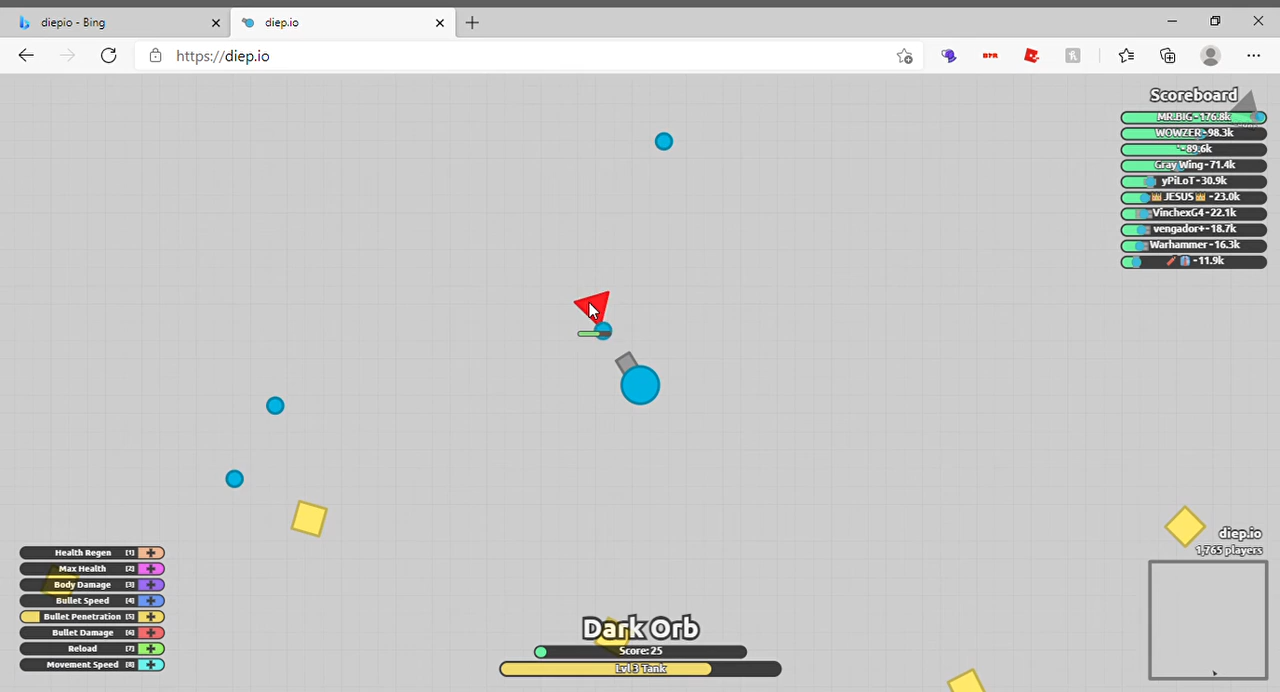 diepio - Bing
diep.io
https://diep.io
Scoreboard
MR.BIG - 176.8k
WOWZER - 98.3k
- 89.6k
Gray Wing - 71.4k
yPiLoT - 30.9k
👑 JESUS 👑 - 23.0k
VinchexG4 - 22.1k
vengador+ - 18.7k
Warhammer - 16.3k
- 11.9k
Health Regen [1]
Max Health [2]
Body Damage [3]
Bullet Speed [4]
Bullet Penetration [5]
Bullet Damage [6]
Reload [7]
Movement Speed [8]
Dark Orb
Score: 25
Lvl 3 Tank
diep.io
1,765 players